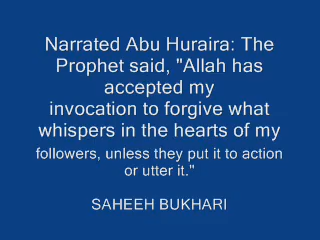 Narrated Abu Huraira: The
Prophet said, "Allah has
accepted my
invocation to forgive what
whispers in the hearts of my
followers, unless they put it to action
or utter it."
SAHEEH BUKHARI